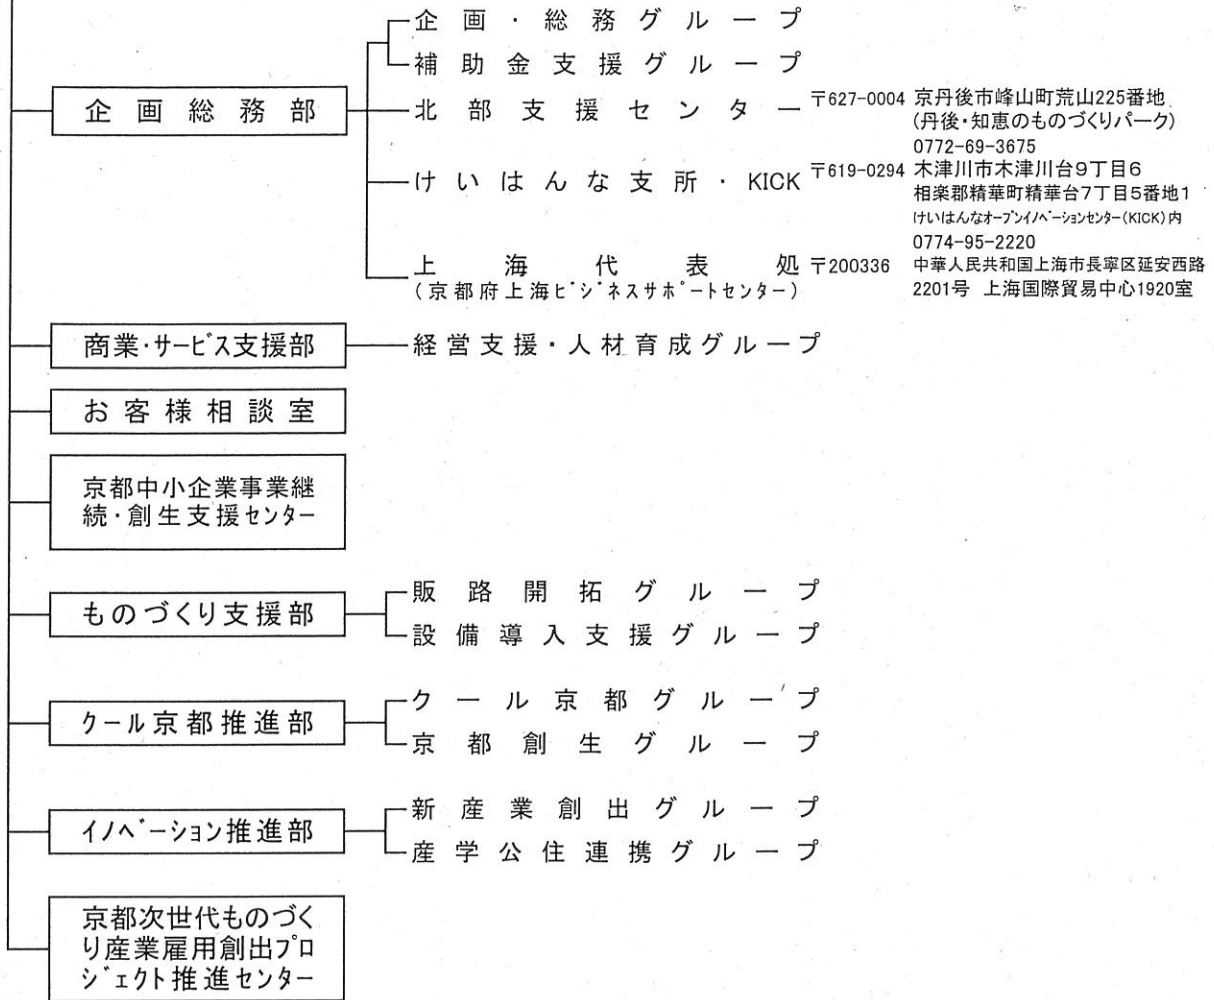 企画・総務グループ
補助金支援グループ
企画総務部
北部支援センター 〒627-0004 京丹後市峰山町荒山225番地
(丹後・知恵のものづくりパーク)
0772-69-3675
けいはんな支所・KICK 〒619-0294 木津川市木津川台9丁目6
相楽郡精華町精華台7丁目5番地1
けいはんなオープンイノベーションセンター(KICK)内
0774-95-2220
上海代表処 〒200336 中華人民共和国上海市長寧区延安西路
(京都府上海ビジネスサポートセンター) 2201号 上海国際貿易中心1920室
商業・サービス支援部 経営支援・人材育成グループ
お客様相談室
京都中小企業事業継
続・創生支援センター
ものづくり支援部
販路開拓グループ
設備導入支援グループ
クール京都推進部
クール京都グループ
京都創生グループ
イノベーション推進部
新産業創出グループ
産学公住連携グループ
京都次世代ものづく
り産業雇用創出プロ
ジェクト推進センター